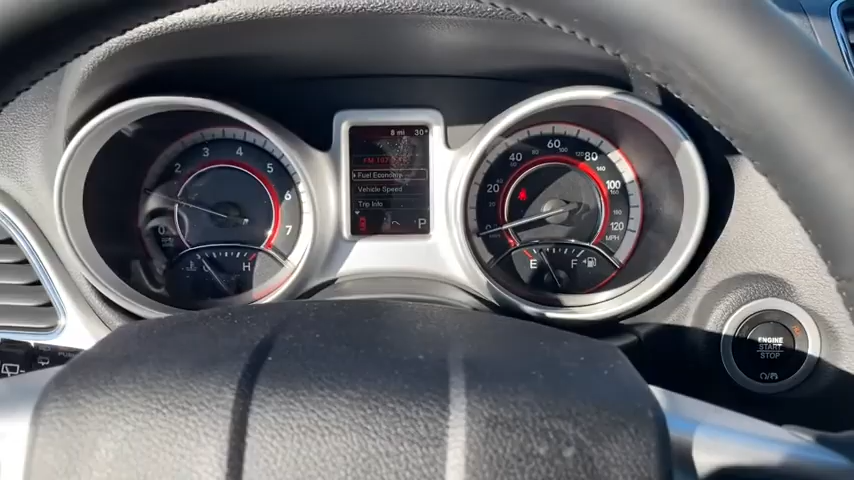 8 mi 30°
Fuel Economy
Vehicle Speed
Trip Info
P
0
2
3
4
5
6
7
H
20
40
60
80
100
120
MPH
E F
ENGINE
START
STOP